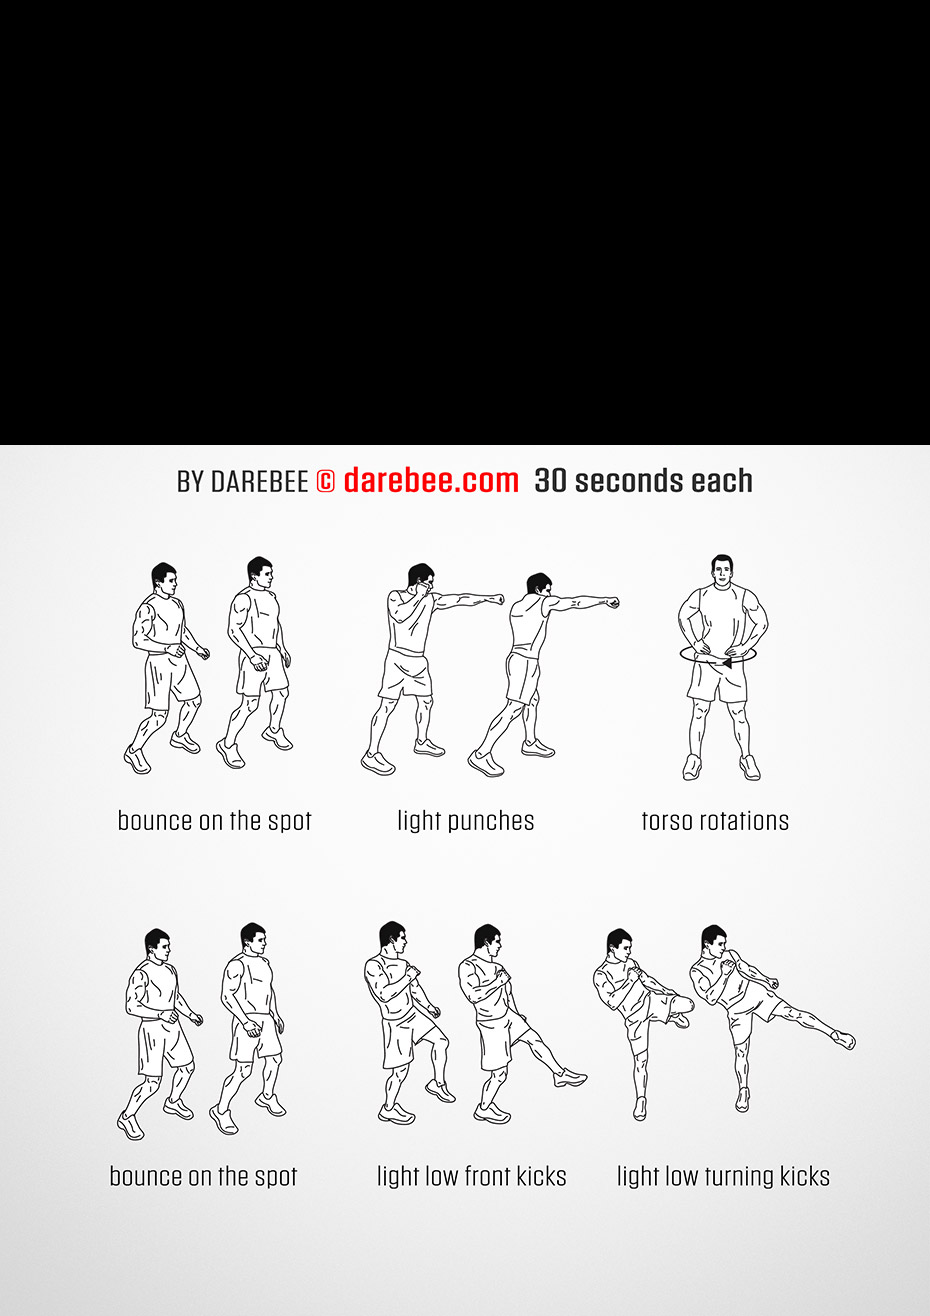 BY DAREBEE © darebee.com 30 seconds each
bounce on the spot
light punches
torso rotations
bounce on the spot
light low front kicks
light low turning kicks